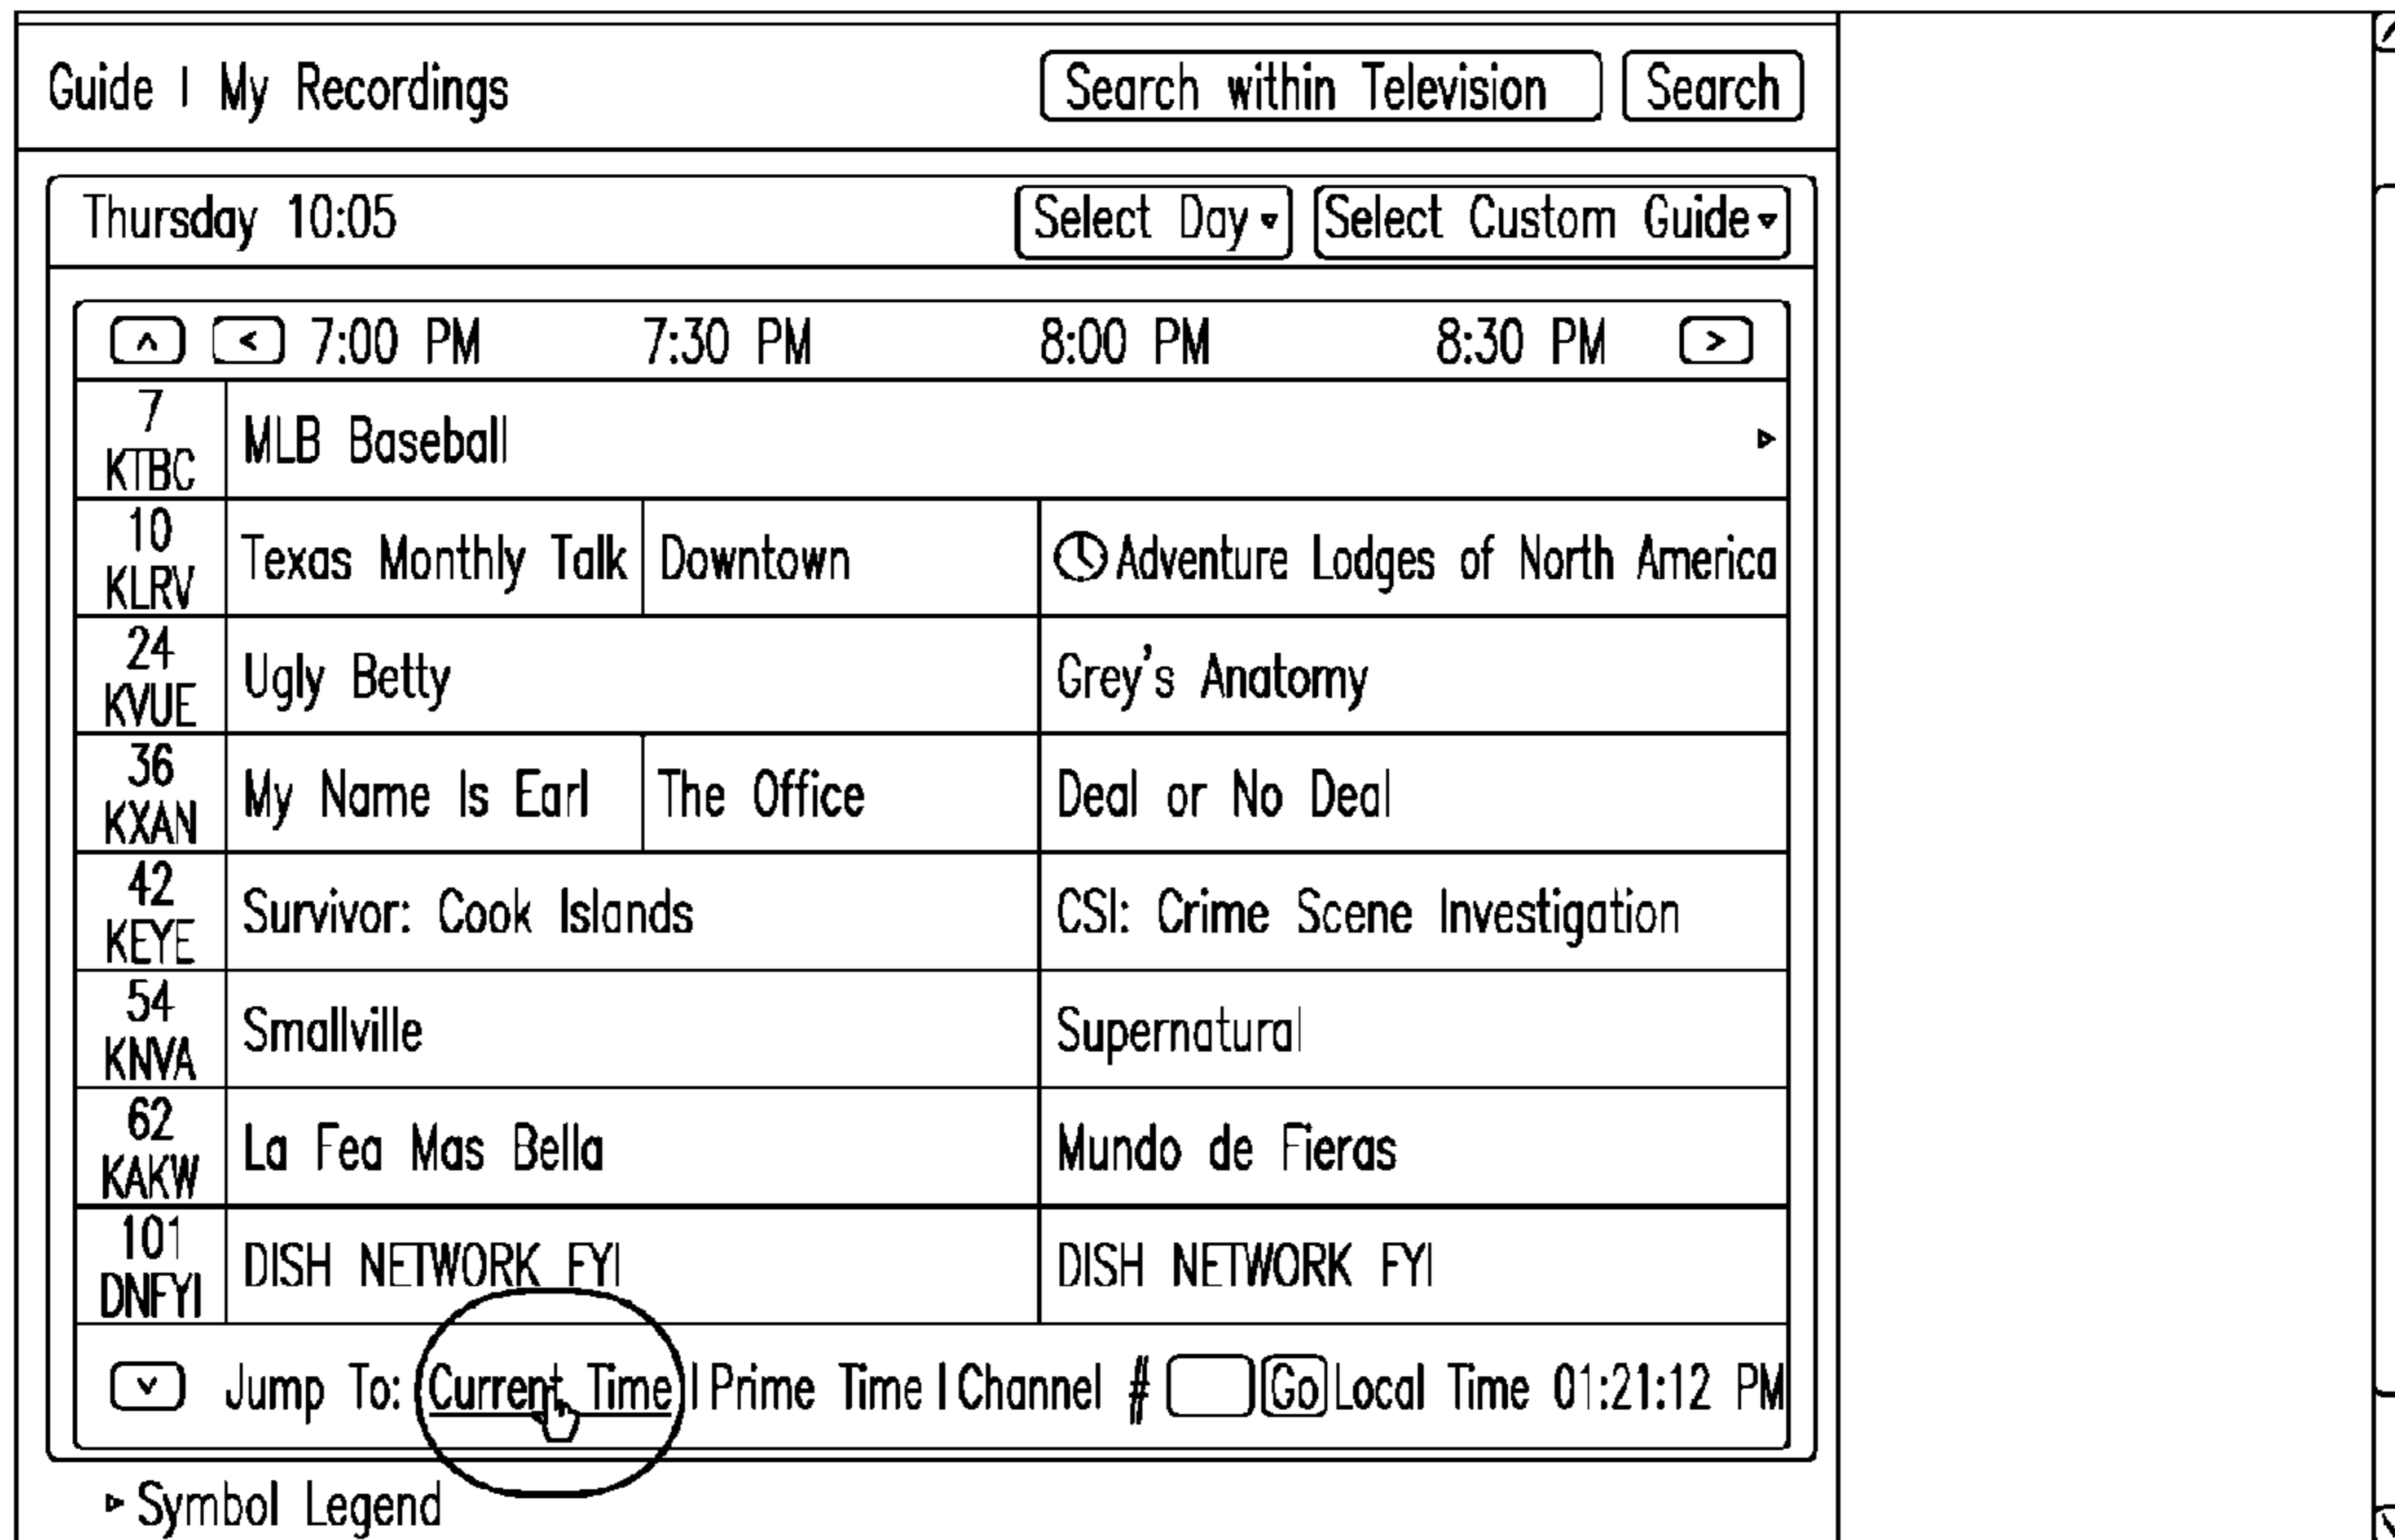 Guide | My Recordings Search within Television Search
Thursday 10:05 Select Day Select Custom Guide
^ < 7:00 PM 7:30 PM 8:00 PM 8:30 PM >
7
KTBC
MLB Baseball
10
KLRV
Texas Monthly Talk Downtown Adventure Lodges of North America
24
KVUE
Ugly Betty Grey's Anatomy
36
KXAN
My Name Is Earl The Office Deal or No Deal
42
KEYE
Survivor: Cook Islands CSI: Crime Scene Investigation
54
KNVA
Smallville Supernatural
62
KAKW
La Fea Mas Bella Mundo de Fieras
101
DNFYI
DISH NETWORK FYI DISH NETWORK FYI
Jump To: Current Time | Prime Time | Channel # Go Local Time 01:21:12 PM
Symbol Legend